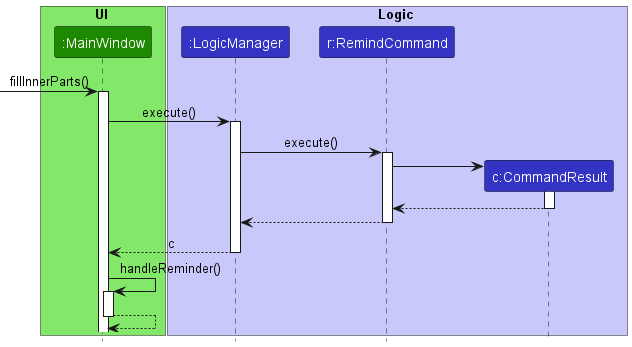 UI
Logic
:MainWindow
:LogicManager
r:RemindCommand
fillInnerParts()
execute()
execute()
c:CommandResult
c
handleReminder()